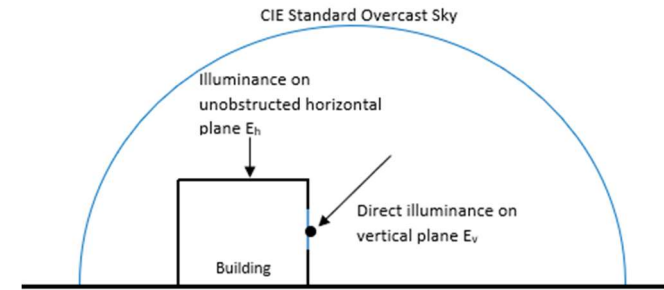 CIE Standard Overcast Sky
Illuminance on
unobstructed horizontal
plane Eh
Direct illuminance on
vertical plane Ev
Building